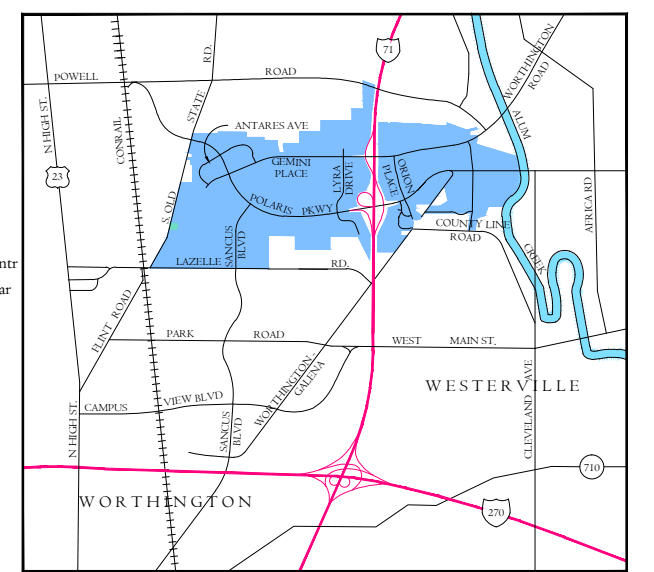 71
POWELL ROAD
STATE RD.
N HIGH ST.
CONRAIL
WORTHINGTON
ROAD
ALUM
ANTARES AVE
GEMINI
PLACE
LYRA
DRIVE
ORION
PLACE
23
S. OLD
POLARIS PKWY
AFRICA RD
COUNTY LINE
ROAD
SANCUS
BLVD
CREEK
ntr
LAZELLE RD.
ar
FLINT ROAD
PARK ROAD
WEST MAIN ST.
WORTHINGTON-
GALENA
WESTERVILLE
CLEVELAND AVE
CAMPUS VIEW BLVD
N HIGH ST.
SANCUS
BLVD
710
WORTHINGTON
270